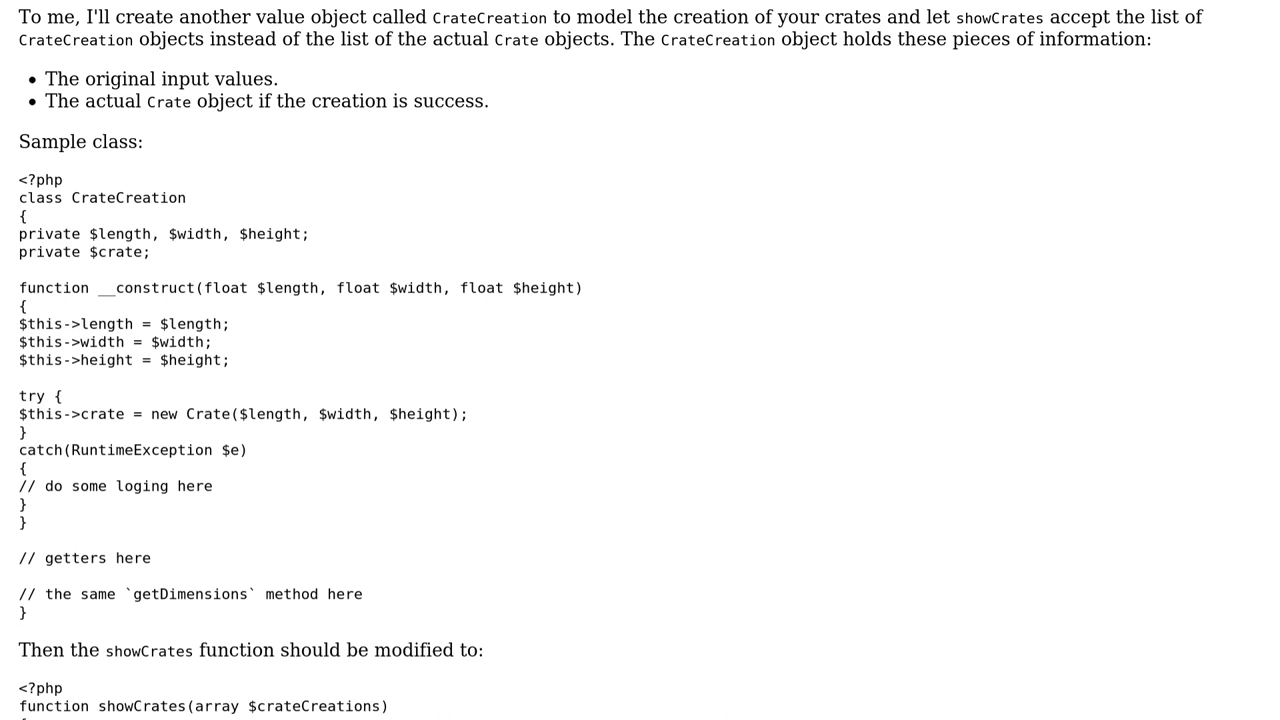 To me, I'll create another value object called CrateCreation to model the creation of your crates and let showCrates accept the list of
CrateCreation objects instead of the list of the actual Crate objects. The CrateCreation object holds these pieces of information:
• The original input values.
• The actual Crate object if the creation is success.
Sample class:
<?php
class CrateCreation
{
private $length, $width, $height;
private $crate;
function __construct(float $length, float $width, float $height)
{
$this->length = $length;
$this->width = $width;
$this->height = $height;
try {
$this->crate = new Crate($length, $width, $height);
}
catch(RuntimeException $e)
{
// do some loging here
}
}
// getters here
// the same `getDimensions` method here
}
Then the showCrates function should be modified to:
<?php
function showCrates(array $crateCreations)